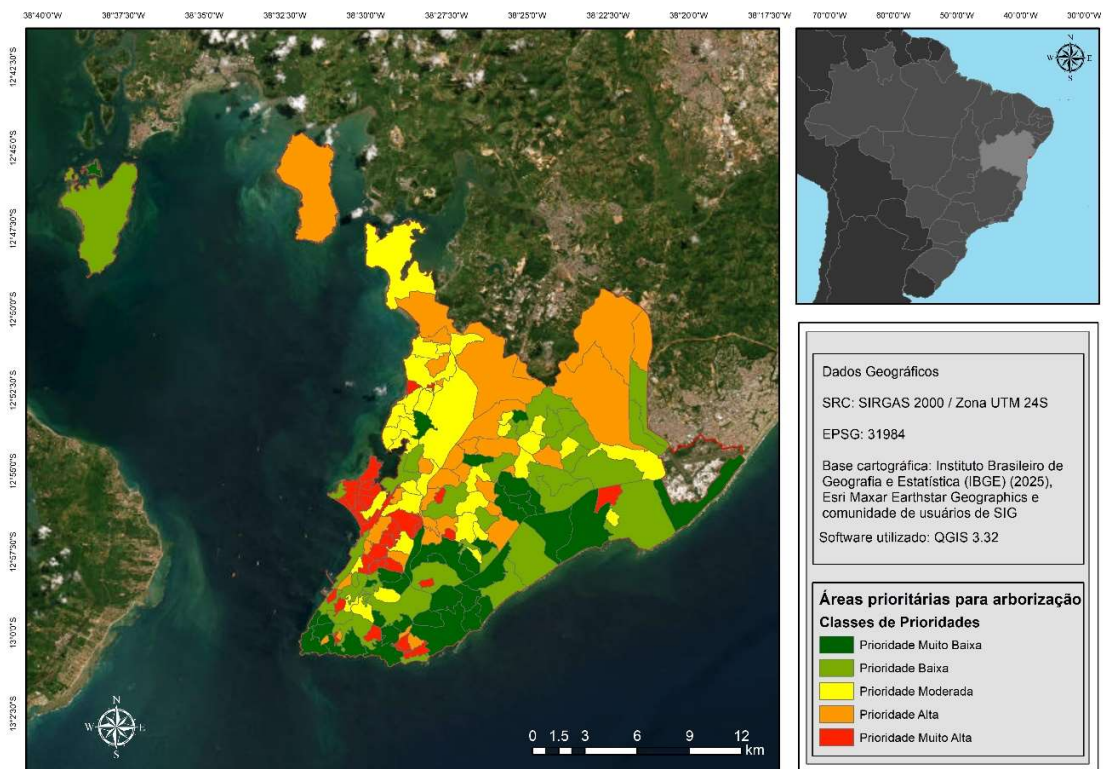 38°40'0"W 38°37'30"W 38°35'0"W 38°32'30"W 38°30'0"W 38°27'30"W 38°25'0"W 38°22'30"W 38°20'0"W 38°17'30"W
70°0'0"W 60°0'0"W 50°0'0"W 40°0'0"W 30°0'0"W
12°42'30"S
12°45'0"S
12°47'30"S
12°50'0"S
12°52'30"S
12°55'0"S
12°57'30"S
13°0'0"S
13°2'30"S
N
W E
S
0 1.5 3 6 9 12
km
N
W E
S
Dados Geográficos
SRC: SIRGAS 2000 / Zona UTM 24S
EPSG: 31984
Base cartográfica: Instituto Brasileiro de
Geografia e Estatística (IBGE) (2025),
Esri Maxar Earthstar Geographics e
comunidade de usuários de SIG
Software utilizado: QGIS 3.32
Áreas prioritárias para arborização
Classes de Prioridades
Prioridade Muito Baixa
Prioridade Baixa
Prioridade Moderada
Prioridade Alta
Prioridade Muito Alta